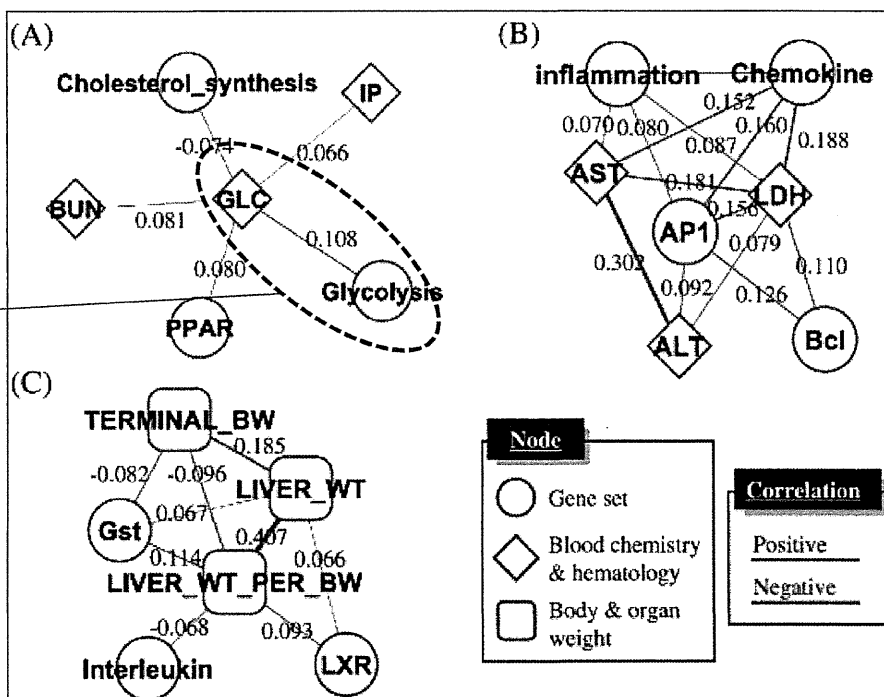 (A)
Cholesterol_synthesis
IP
-0.074
0.066
BUN
GLC
0.081
0.108
0.080
Glycolysis
PPAR
(B)
inflammation
Chemokine
0.152
0.070
0.080
0.160
0.087
0.188
AST
0.181
LDH
0.156
AP1
0.079
0.302
0.110
0.092
0.126
ALT
Bcl
(C)
TERMINAL_BW
-0.185
-0.082
-0.096
LIVER_WT
0.067
Gst
0.407
0.114
0.066
LIVER_WT_PER_BW
-0.068
0.093
Interleukin
LXR
Node
Gene set
Blood chemistry
& hematology
Body & organ
weight
Correlation
Positive
Negative